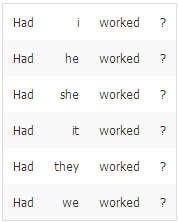 Had i worked ?
Had he worked ?
Had she worked ?
Had it worked ?
Had they worked ?
Had we worked ?